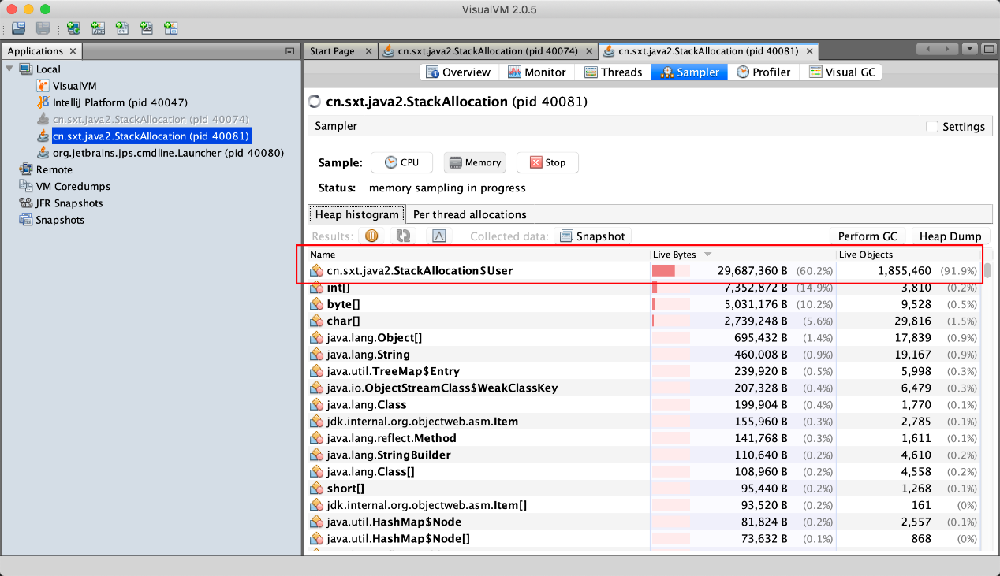 VisualVM 2.0.5
Applications
Local
VisualVM
IntelliJ Platform (pid 40047)
cn.sxt.java2.StackAllocation (pid 40074)
cn.sxt.java2.StackAllocation (pid 40081)
org.jetbrains.jps.cmdline.Launcher (pid 40080)
Remote
VM Coredumps
JFR Snapshots
Snapshots
Start Page cn.sxt.java2.StackAllocation (pid 40074) cn.sxt.java2.StackAllocation (pid 40081)
Overview Monitor Threads Sampler Profiler Visual GC
cn.sxt.java2.StackAllocation (pid 40081)
Sampler Settings
Sample: CPU Memory Stop
Status: memory sampling in progress
Heap histogram Per thread allocations
Results: Collected data: Snapshot Perform GC Heap Dump
Name Live Bytes Live Objects
cn.sxt.java2.StackAllocation$User 29,687,360 B (60.2%) 1,855,460 (91.9%)
int[] 7,352,872 B (14.9%) 3,810 (0.2%)
byte[] 5,031,176 B (10.2%) 9,528 (0.5%)
char[] 2,739,248 B (5.6%) 29,816 (1.5%)
java.lang.Object[] 695,432 B (1.4%) 17,839 (0.9%)
java.lang.String 460,008 B (0.9%) 19,167 (0.9%)
java.util.TreeMap$Entry 239,920 B (0.5%) 5,998 (0.3%)
java.io.ObjectStreamClass$WeakClassKey 207,328 B (0.4%) 6,479 (0.3%)
java.lang.Class 199,904 B (0.4%) 1,770 (0.1%)
jdk.internal.org.objectweb.asm.Item 155,960 B (0.3%) 2,785 (0.1%)
java.lang.reflect.Method 141,768 B (0.3%) 1,611 (0.1%)
java.lang.StringBuilder 110,640 B (0.2%) 4,610 (0.2%)
java.lang.Class[] 108,960 B (0.2%) 4,558 (0.2%)
short[] 95,440 B (0.2%) 1,268 (0.1%)
jdk.internal.org.objectweb.asm.Item[] 93,520 B (0.2%) 161 (0%)
java.util.HashMap$Node 81,824 B (0.2%) 2,557 (0.1%)
java.util.HashMap$Node[] 73,632 B (0.1%) 868 (0%)